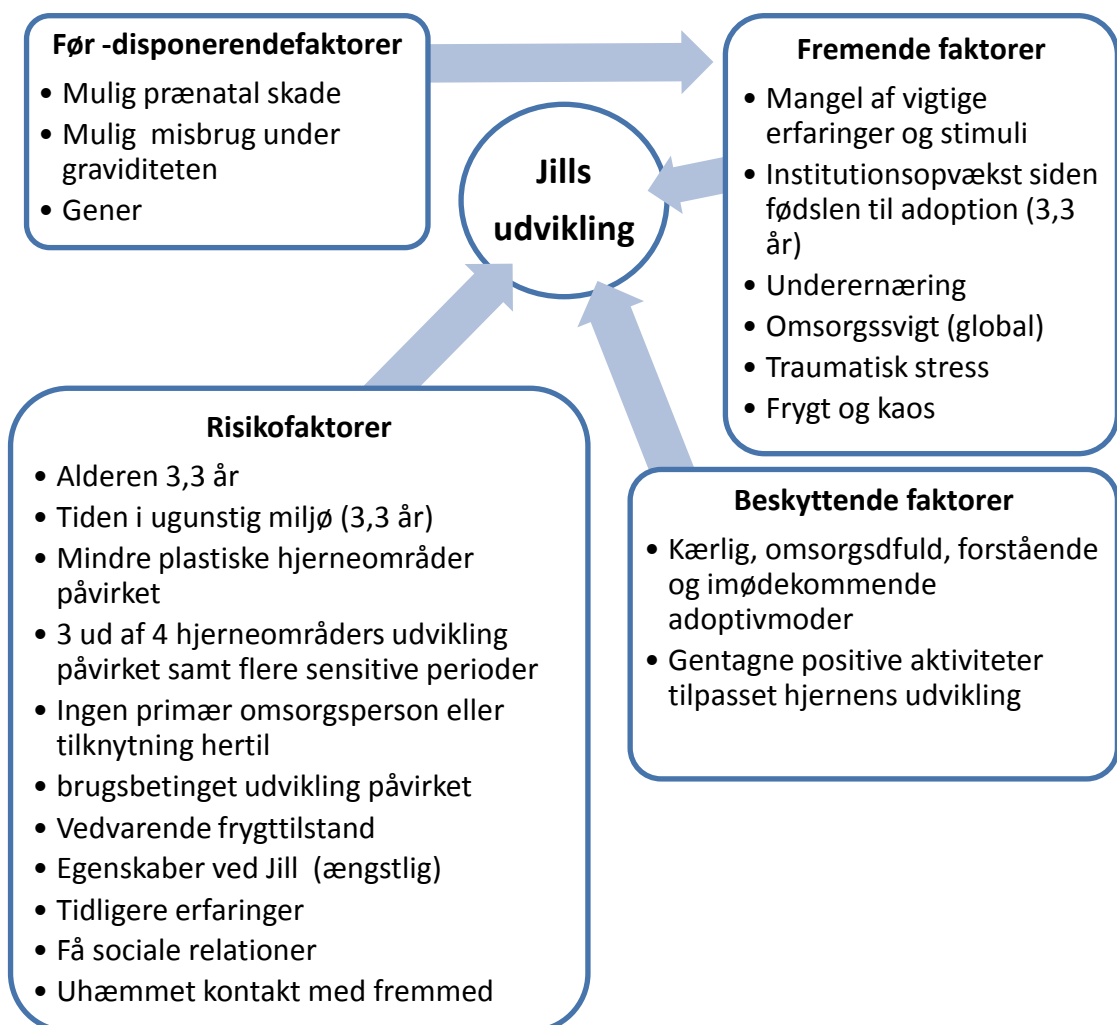 Før -disponerendefaktorer
• Mulig prænatal skade
• Mulig  misbrug under
graviditeten
• Gener
Fremende faktorer
• Mangel af vigtige
erfaringer og stimuli
• Institutionsopvækst siden
fødslen til adoption (3,3
år)
• Underernæring
• Omsorgssvigt (global)
• Traumatisk stress
• Frygt og kaos
Jills
udvikling
Risikofaktorer
• Alderen 3,3 år
• Tiden i ugunstig miljø (3,3 år)
• Mindre plastiske hjerneområder
påvirket
• 3 ud af 4 hjerneområders udvikling
påvirket samt flere sensitive perioder
• Ingen primær omsorgsperson eller
tilknytning hertil
• brugsbetinget udvikling påvirket
• Vedvarende frygttilstand
• Egenskaber ved Jill  (ængstlig)
• Tidligere erfaringer
• Få sociale relationer
• Uhæmmet kontakt med fremmed
Beskyttende faktorer
• Kærlig, omsorgsdfuld, forstående
og imødekommende
adoptivmoder
• Gentagne positive aktiviteter
tilpasset hjernens udvikling